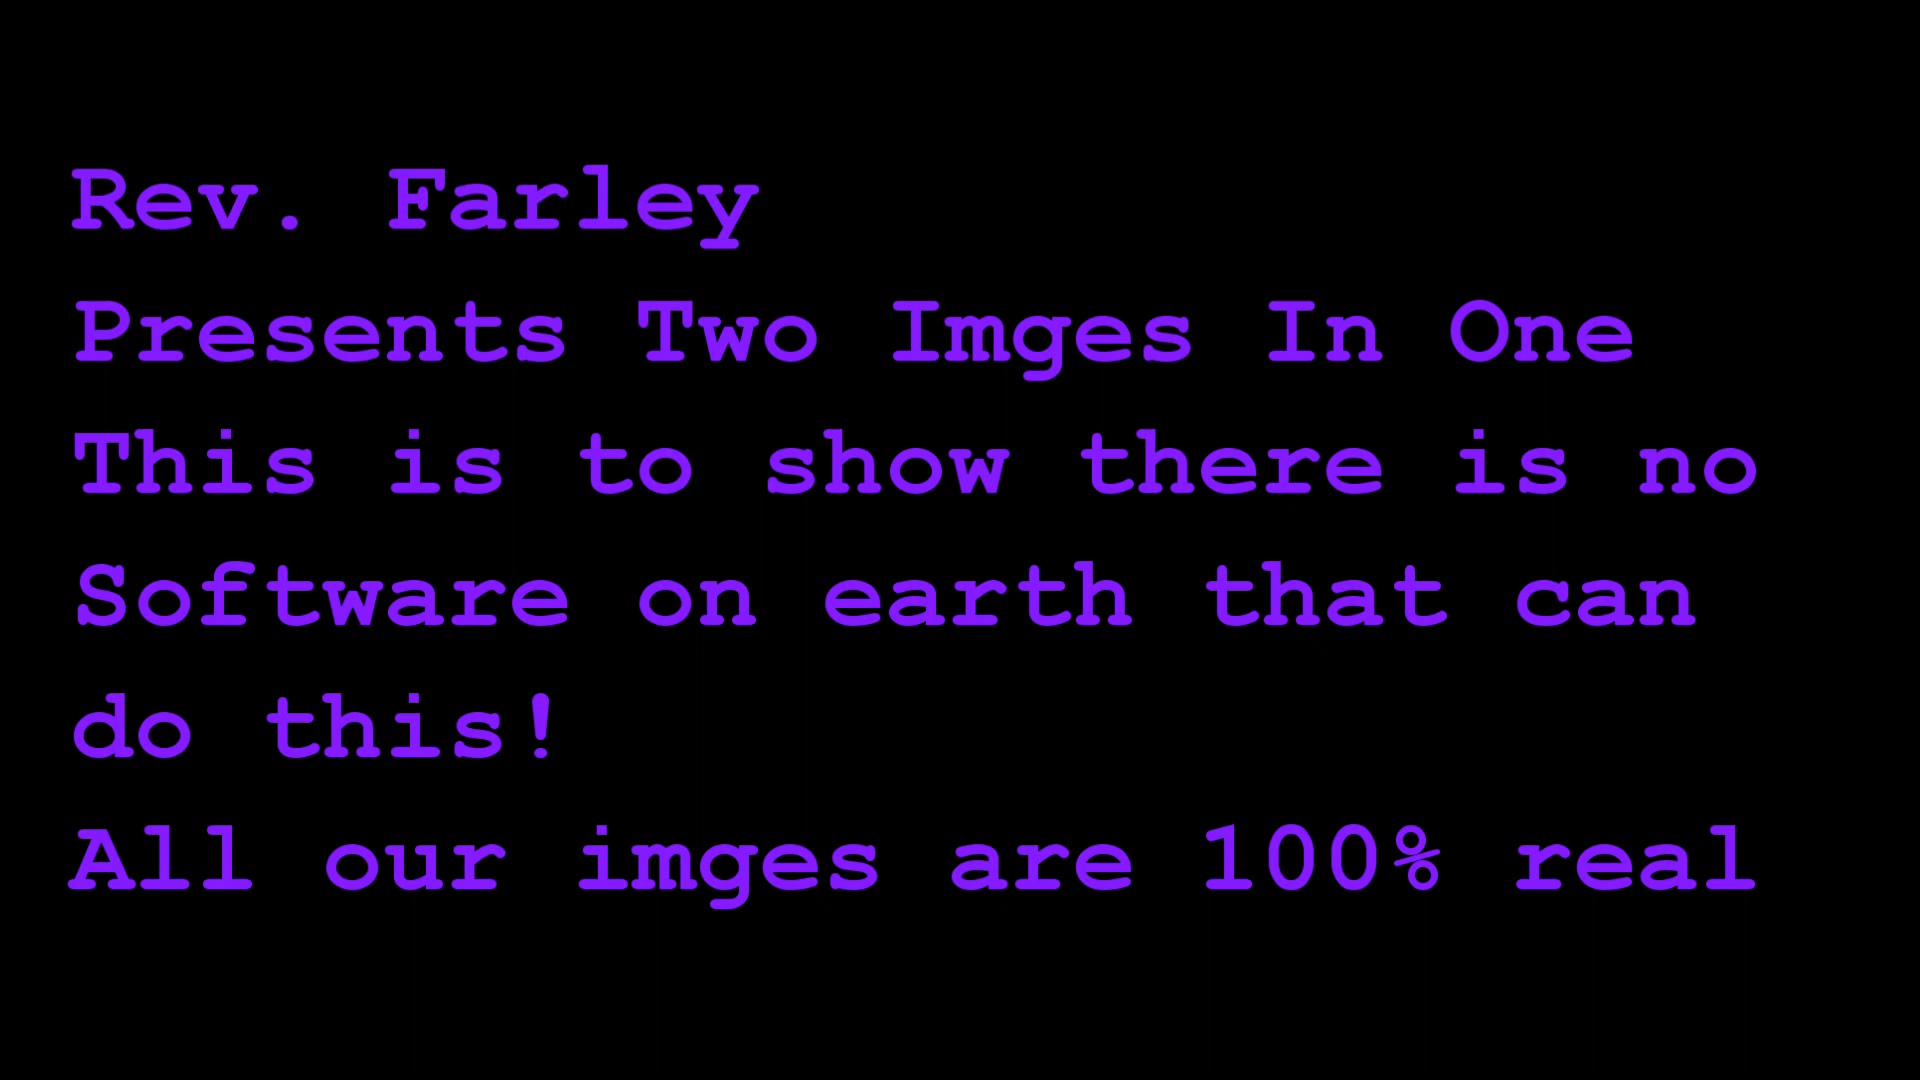 Rev. Farley
Presents Two Imges In One
This is to show there is no
Software on earth that can
do this!
All our imges are 100% real